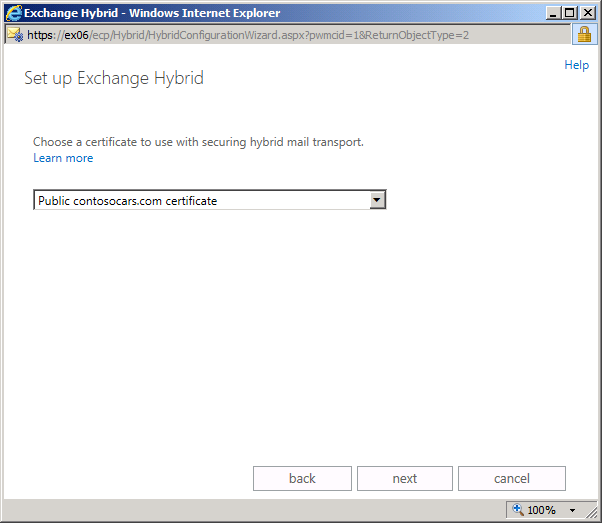 Exchange Hybrid - Windows Internet Explorer
https://ex06/ecp/Hybrid/HybridConfigurationWizard.aspx?pwmcid=1&ReturnObjectType=2
Help
Set up Exchange Hybrid
Choose a certificate to use with securing hybrid mail transport.
Learn more
Public contosocars.com certificate
back next cancel
100%